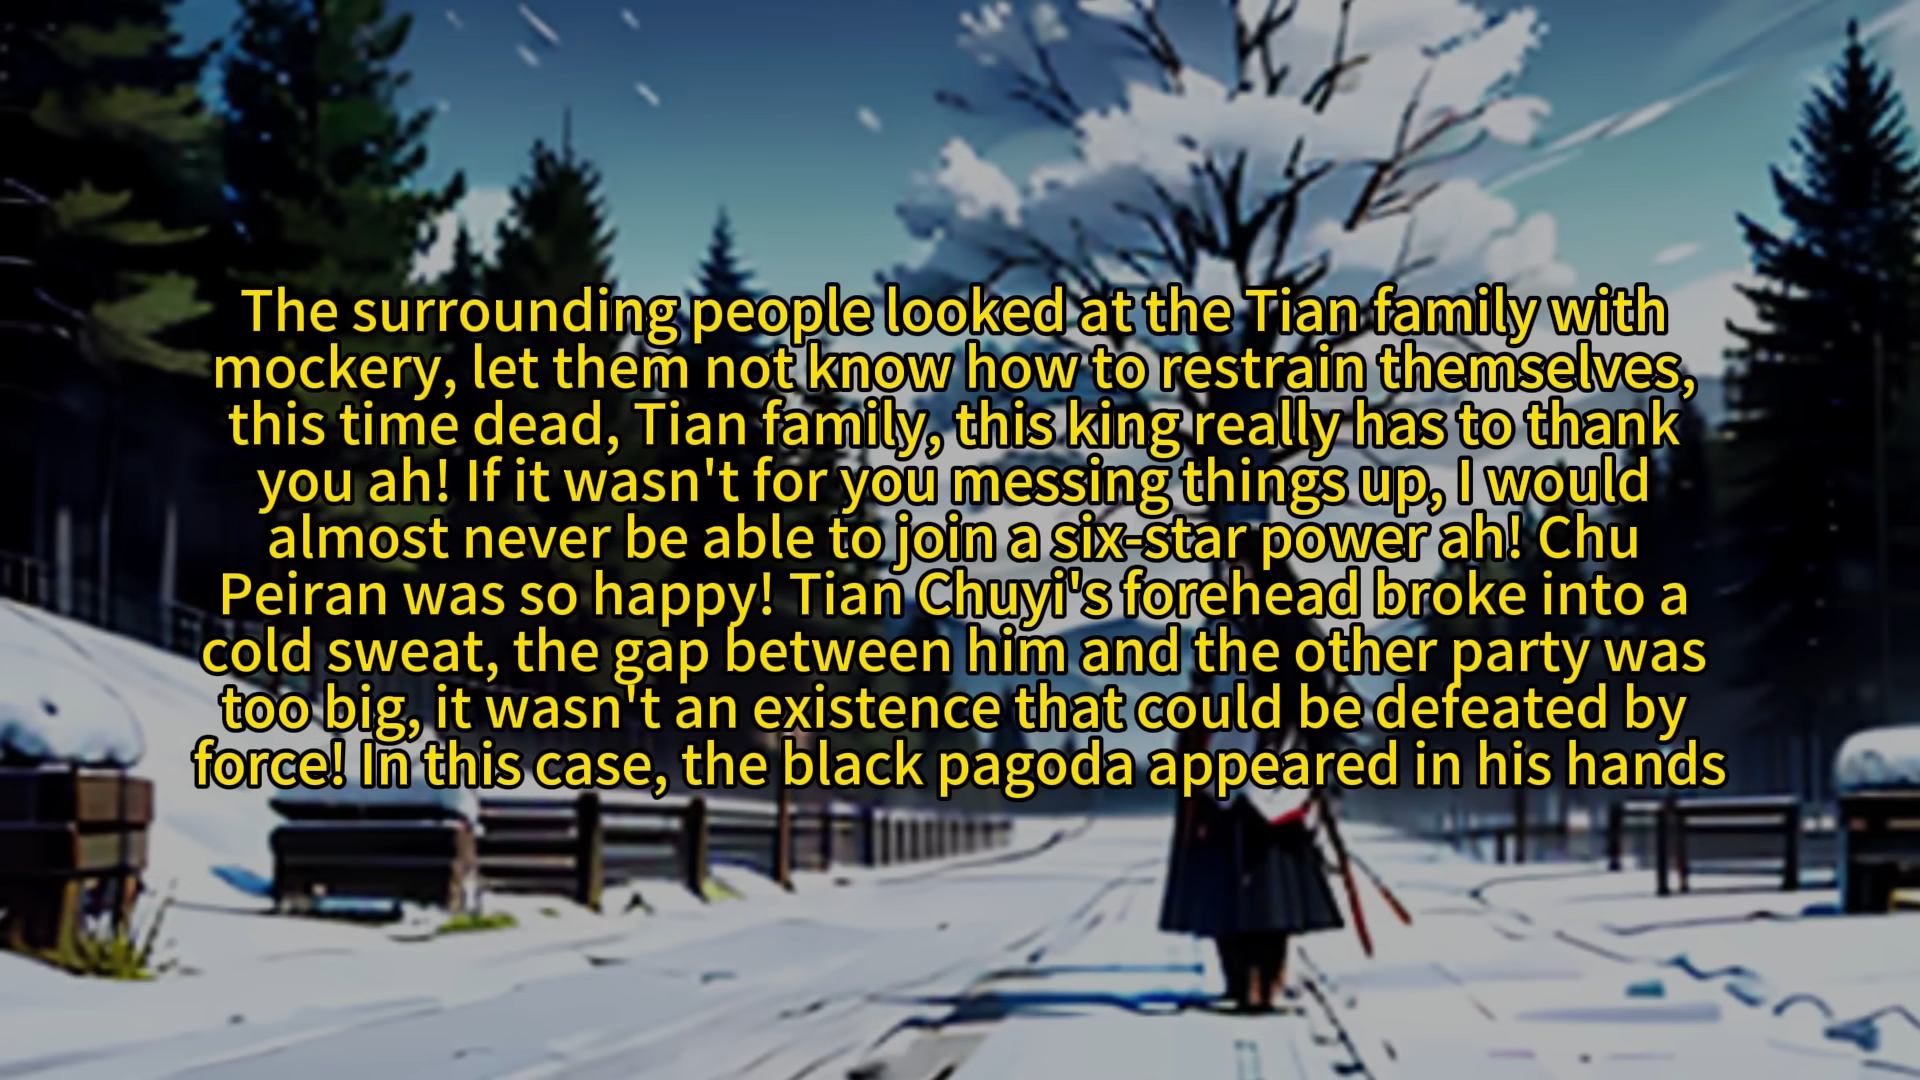 The surrounding people looked at the Tian family with
mockery, let them not know how to restrain themselves,
this time dead, Tian family, this king really has to thank
you ah! If it wasn't for you messing things up, I would
almost never be able to join a six-star power ah! Chu
Peiran was so happy! Tian Chuyi's forehead broke into a
cold sweat, the gap between him and the other party was
too big, it wasn't an existence that could be defeated by
force! In this case, the black pagoda appeared in his hands